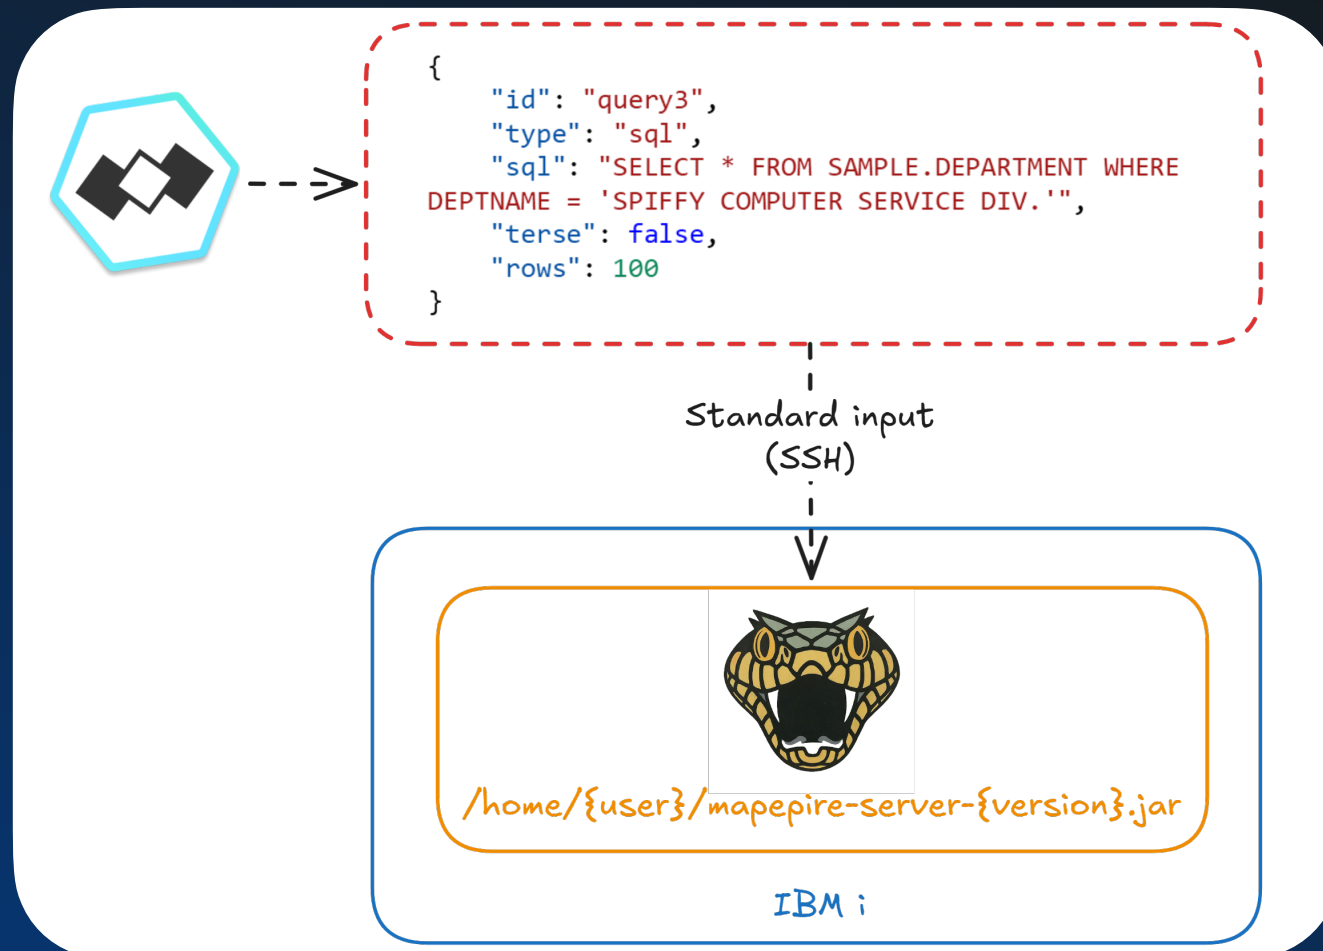 {
    "id": "query3",
    "type": "sql",
    "sql": "SELECT * FROM SAMPLE.DEPARTMENT WHERE
DEPTNAME = 'SPIFFY COMPUTER SERVICE DIV.'",
    "terse": false,
    "rows": 100
}
Standard input
(SSH)
/home/{user}/mapepire-server-{version}.jar
IBM i